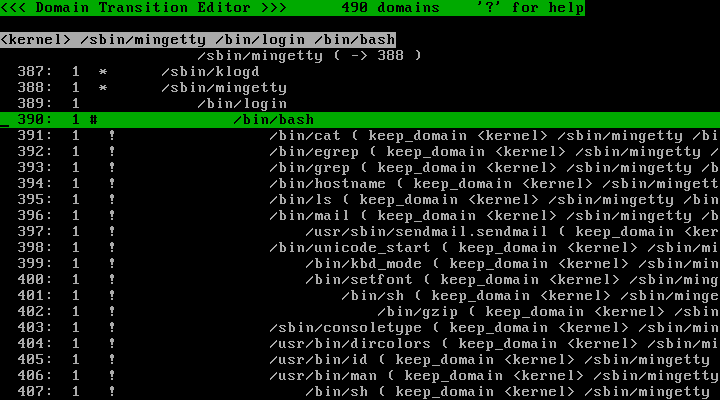 <<< Domain Transition Editor >>>      490 domains    '?' for help
<kernel> /sbin/mingetty /bin/login /bin/bash
/sbin/mingetty ( -> 388 )
387:  1  *      /sbin/klogd
388:  1  *      /sbin/mingetty
389:  1             /bin/login
_ 390:  1 #               /bin/bash
391:  1   !                 /bin/cat ( keep_domain <kernel> /sbin/mingetty /bi
392:  1   !                 /bin/egrep ( keep_domain <kernel> /sbin/mingetty /
393:  1   !                 /bin/grep ( keep_domain <kernel> /sbin/mingetty /b
394:  1   !                 /bin/hostname ( keep_domain <kernel> /sbin/mingett
395:  1   !                 /bin/ls ( keep_domain <kernel> /sbin/mingetty /bin
396:  1   !                 /bin/mail ( keep_domain <kernel> /sbin/mingetty /b
397:  1   !                     /usr/sbin/sendmail.sendmail ( keep_domain <ker
398:  1   !                 /bin/unicode_start ( keep_domain <kernel> /sbin/mi
399:  1   !                     /bin/kbd_mode ( keep_domain <kernel> /sbin/min
400:  1   !                     /bin/setfont ( keep_domain <kernel> /sbin/ming
401:  1   !                         /bin/sh ( keep_domain <kernel> /sbin/minge
402:  1   !                             /bin/gzip ( keep_domain <kernel> /sbin
403:  1   !                 /sbin/consoletype ( keep_domain <kernel> /sbin/min
404:  1   !                 /usr/bin/dircolors ( keep_domain <kernel> /sbin/mi
405:  1   !                 /usr/bin/id ( keep_domain <kernel> /sbin/mingetty
406:  1   !                 /usr/bin/man ( keep_domain <kernel> /sbin/mingetty
407:  1   !                     /bin/sh ( keep_domain <kernel> /sbin/mingetty